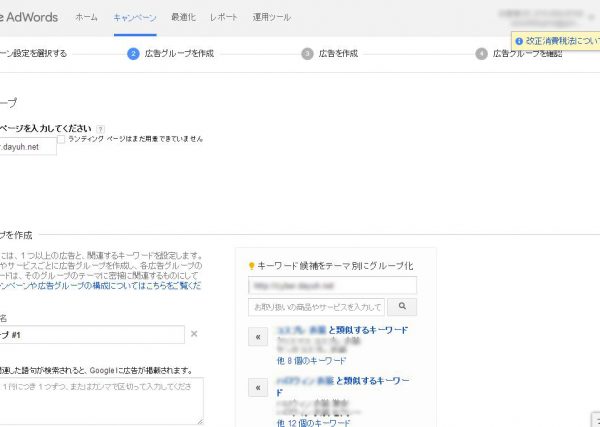 e AdWords
ホーム キャンペーン 最適化 レポート 運用ツール
改正消費税法につい
ーン設定を選択する
2 広告グループを作成
3 広告を作成
4 広告グループを確認
ープ
ページを入力してください ?
.dayuh.net
ランディング ページはまだ用意できていません
プを作成
には、1 つ以上の広告と、関連するキーワードを設定します。
やサービスごとに広告グループを作成し、各広告グループの
ードは、そのグループのテーマに密接に関連するものにして
ンペーンや広告グループの構成についてはこちらをご覧くだ
名
ープ #1
関連した語句が検索されると、Google に広告が掲載されます。
1 行につき 1 つずつ、またはカンマで区切って入力してくださ
キーワード候補をテーマ別にグループ化
お取り扱いの商品やサービスを入力して
«
と類似するキーワード
他 8 個のキーワード
«
と類似するキーワー
ド
他 12 個のキーワード